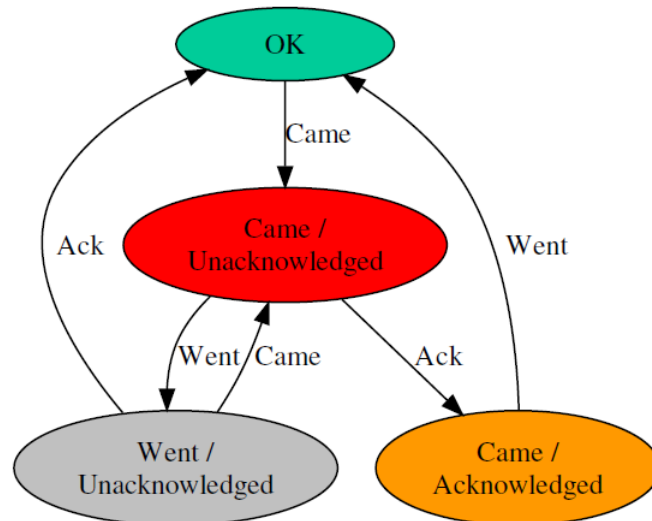 OK
Came
Came /
Unacknowledged
Ack
Went
Went
Came
Ack
Went /
Unacknowledged
Came /
Acknowledged